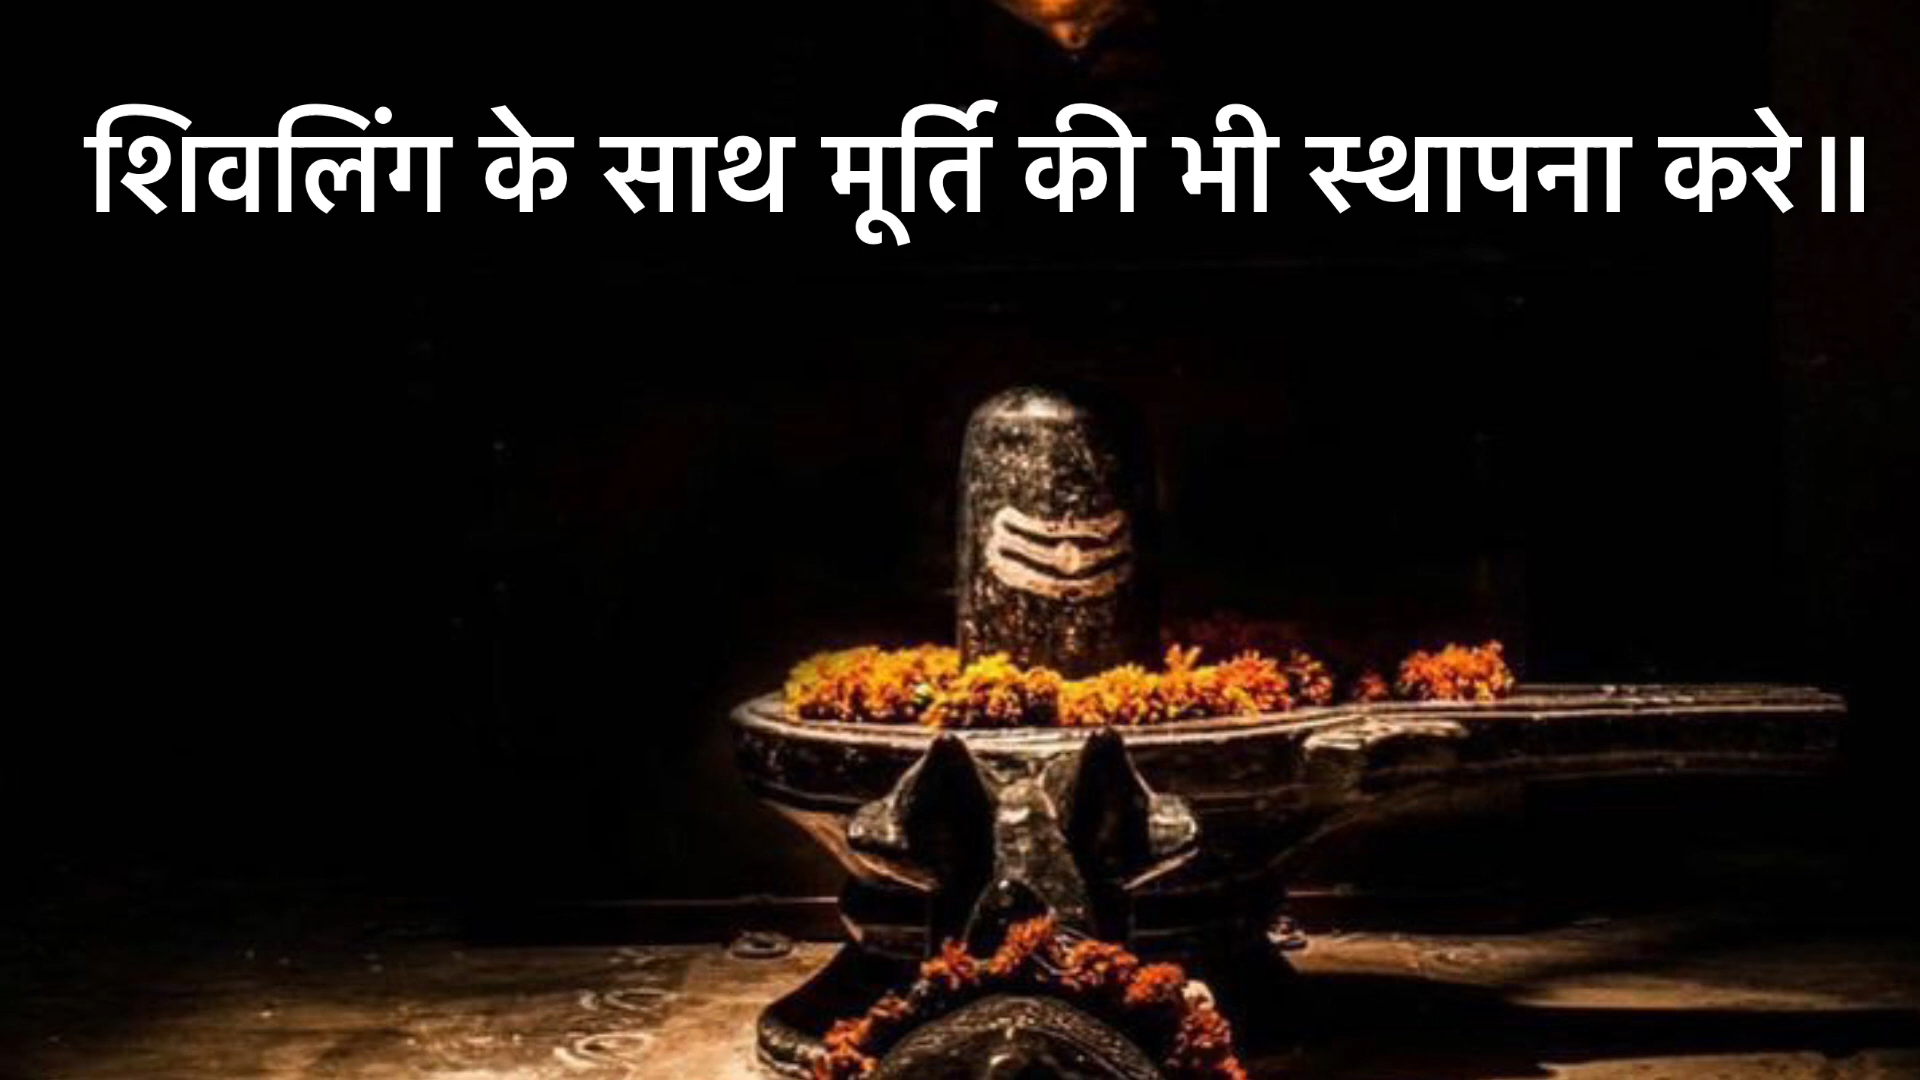 शिवलिंग के साथ मूर्ति की भी स्थापना करे॥